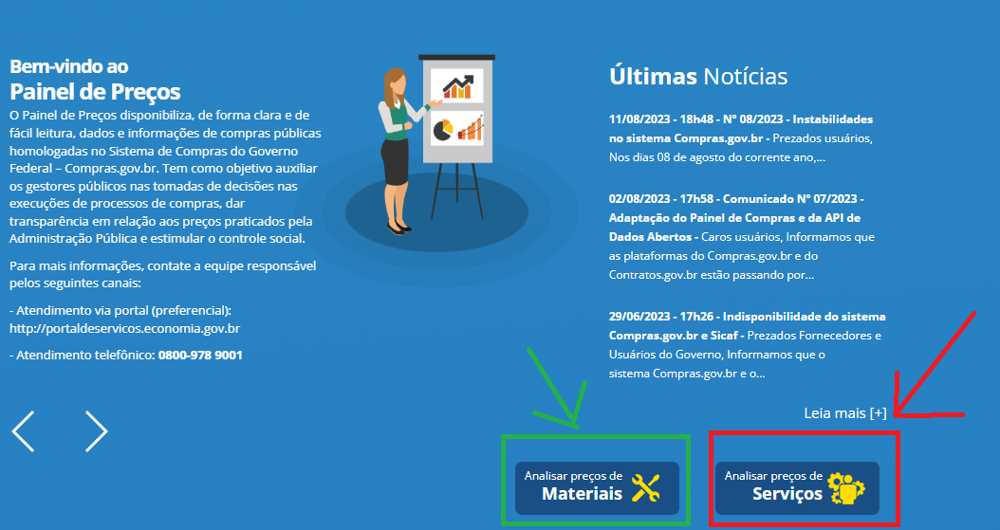 Bem-vindo ao
Painel de Preços
O Painel de Preços disponibiliza, de forma clara e de
fácil leitura, dados e informações de compras públicas
homologadas no Sistema de Compras do Governo
Federal – Compras.gov.br. Tem como objetivo auxiliar
os gestores públicos nas tomadas de decisões nas
execuções de processos de compras, dar
transparência em relação aos preços praticados pela
Administração Pública e estimular o controle social.
Para mais informações, contate a equipe responsável
pelos seguintes canais:
- Atendimento via portal (preferencial):
http://portaldeservicos.economia.gov.br
- Atendimento telefônico: 0800-978 9001
Últimas Notícias
11/08/2023 - 18h48 - Nº 08/2023 - Instabilidades
no sistema Compras.gov.br - Prezados usuários,
Nos dias 08 de agosto do corrente ano,...
02/08/2023 - 17h58 - Comunicado Nº 07/2023 -
Adaptação do Painel de Compras e da API de
Dados Abertos - Caros usuários, Informamos que
as plataformas do Compras.gov.br e do
Contratos.gov.br estão passando por...
29/06/2023 - 17h26 - Indisponibilidade do sistema
Compras.gov.br e Sicaf - Prezados Fornecedores e
Usuários do Governo, Informamos que o
sistema Compras.gov.br e o...
Leia mais [+]
Analisar preços de
Materiais
Analisar preços de
Serviços